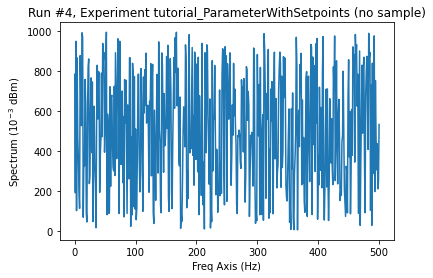 Run #4, Experiment tutorial_ParameterWithSetpoints (no sample)
1000
800
600
400
200
0
Spectrum (10⁻³ dBm)
0 100 200 300 400 500
Freq Axis (Hz)